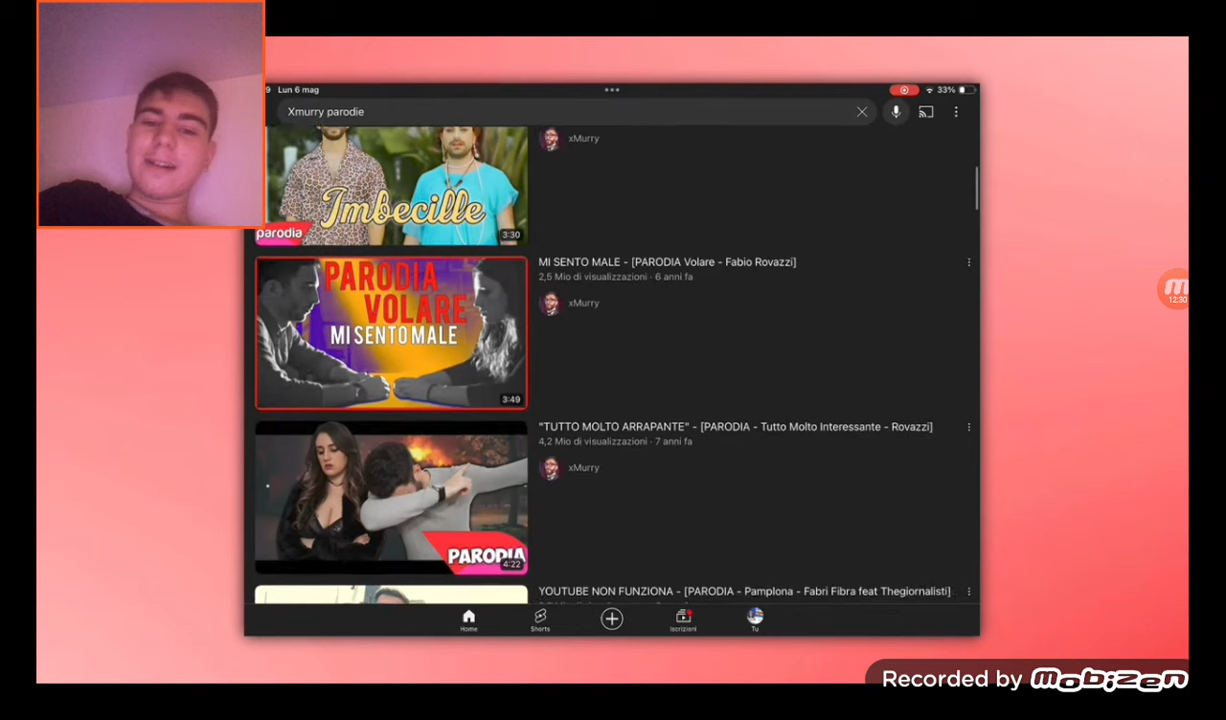 9 Lun 6 mag
33%
Xmurry parodie
xMurry
Imbecille
parodia
3:30
MI SENTO MALE - [PARODIA Volare - Fabio Rovazzi]
2,5 Mio di visualizzazioni · 6 anni fa
xMurry
PARODIA
VOLARE
MI SENTO MALE
3:49
"TUTTO MOLTO ARRAPANTE" - [PARODIA - Tutto Molto Interessante - Rovazzi]
4,2 Mio di visualizzazioni · 7 anni fa
xMurry
PARODIA
4:22
YOUTUBE NON FUNZIONA - [PARODIA - Pamplona - Fabri Fibra feat Thegiornalisti]
Home
Shorts
Iscrizioni
Tu
12:30
Recorded by Mobizen